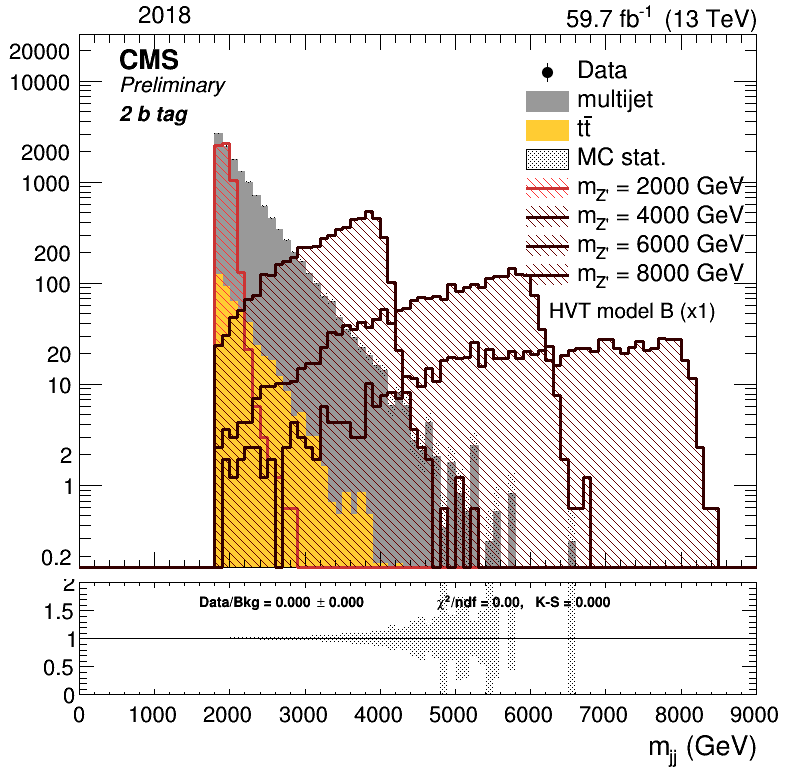 2018
59.7 fb⁻¹ (13 TeV)
CMS
Preliminary
2 b tag
Data
multijet
tt̄
MC stat.
m_Z' = 2000 GeV
m_Z' = 4000 GeV
m_Z' = 6000 GeV
m_Z' = 8000 GeV
HVT model B (x1)
20000
10000
2000
1000
200
100
20
10
2
1
0.2
Data/Bkg = 0.000 ± 0.000
χ²/ndf = 0.00, K-S = 0.000
2
1.5
1
0.5
0
0 1000 2000 3000 4000 5000 6000 7000 8000 9000
m_jj (GeV)